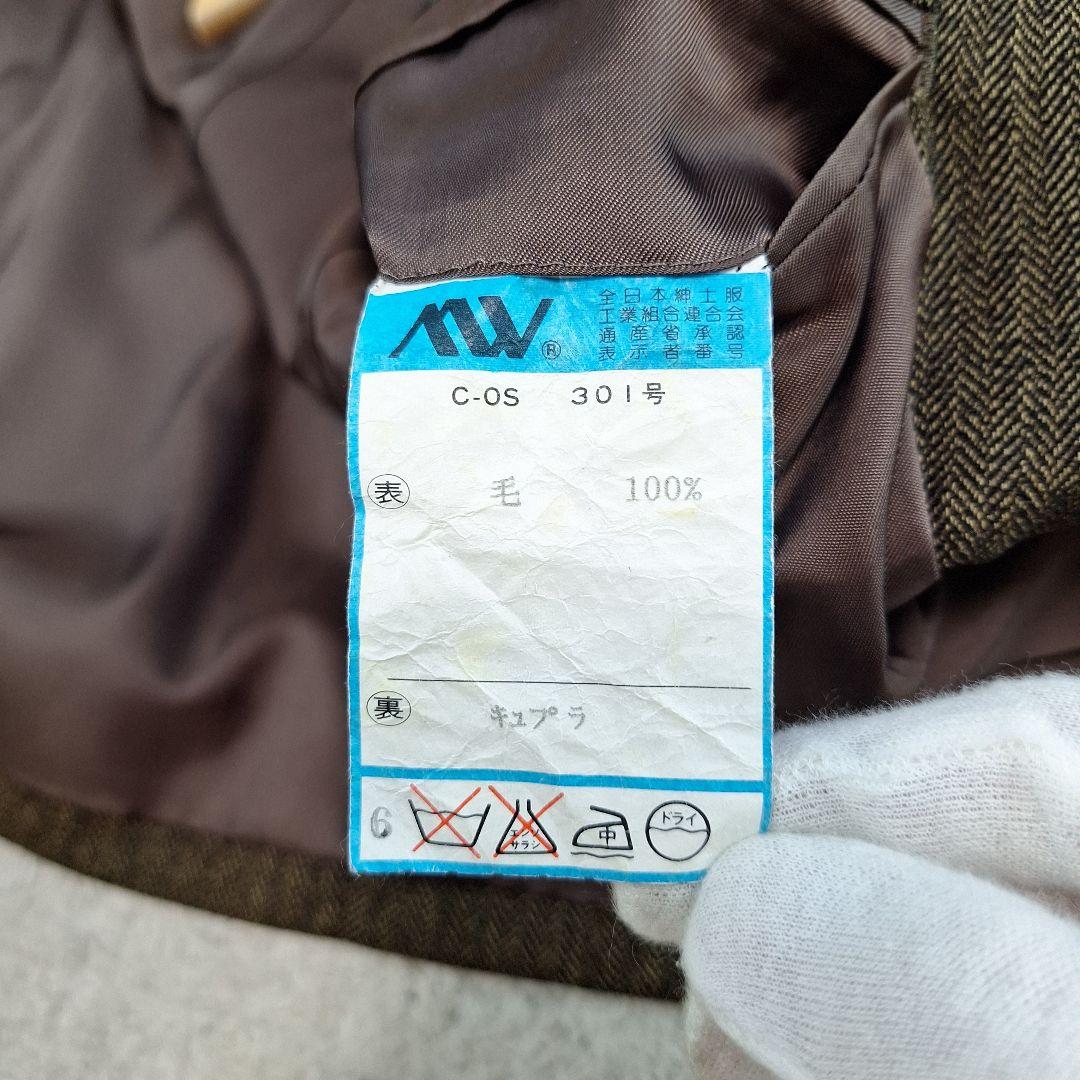 MW®
全日本紳士服
工業組合連合会
通産省承認
表示者番号
C-OS 301号
表 毛 100%
裏 キュプラ
6 エンソサラシ 中 ドライ